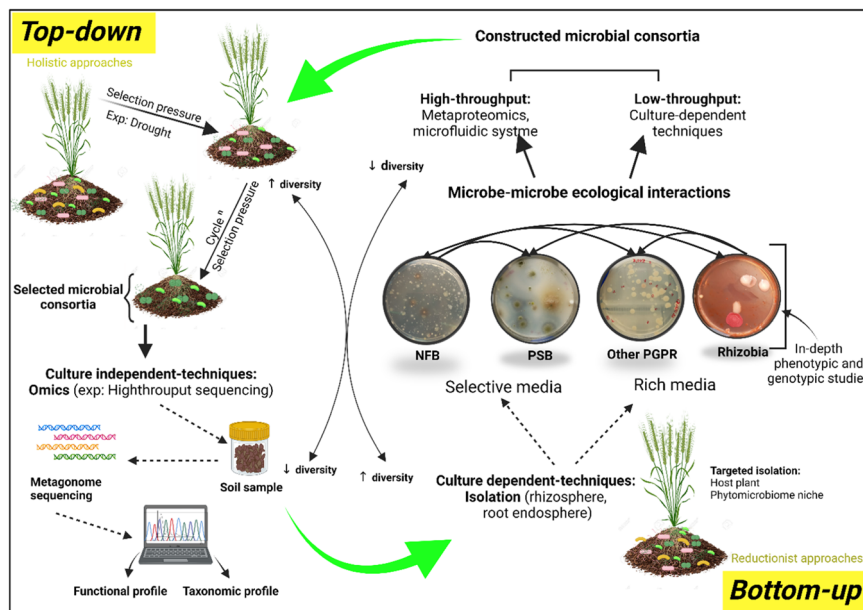 Top-down
Holistic approaches
Selection pressure
Exp: Drought
Cycle n
Selection pressure
↑ diversity
Selected microbial
consortia
Culture independent-techniques:
Omics (exp: Highthrouput sequencing)
Metagonome
sequencing
Soil sample
↓ diversity
Functional profile
Taxonomic profile
Constructed microbial consortia
High-throughput:
Metaproteomics,
microfluidic systme
Low-throughput:
Culture-dependent
techniques
↓ diversity
Microbe-microbe ecological interactions
NFB
PSB
Other PGPR
Rhizobia
Selective media
Rich media
In-depth
phenotypic and
genotypic studie
↑ diversity
Culture dependent-techniques:
Isolation (rhizosphere,
root endosphere)
Targeted isolation:
Host plant
Phytomicrobiome niche
Reductionist approaches
Bottom-up